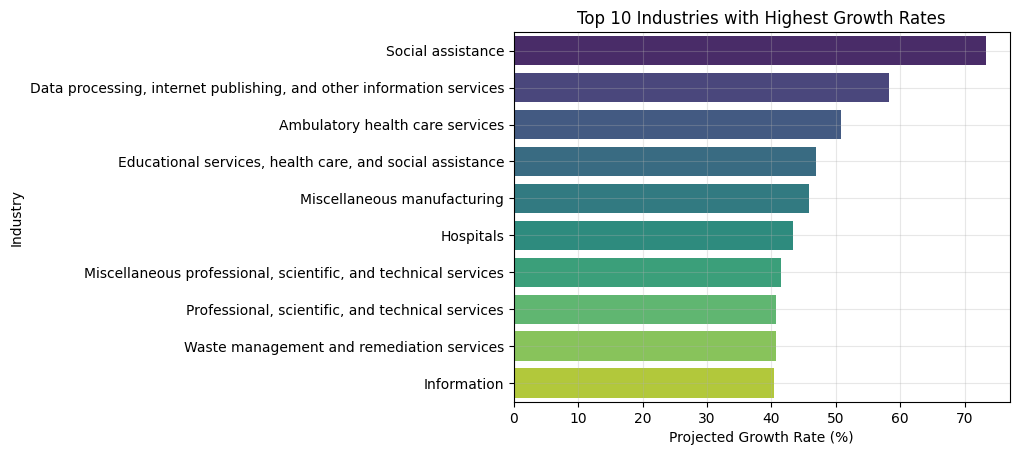 Top 10 Industries with Highest Growth Rates
Industry
Social assistance
Data processing, internet publishing, and other information services
Ambulatory health care services
Educational services, health care, and social assistance
Miscellaneous manufacturing
Hospitals
Miscellaneous professional, scientific, and technical services
Professional, scientific, and technical services
Waste management and remediation services
Information
0 10 20 30 40 50 60 70
Projected Growth Rate (%)